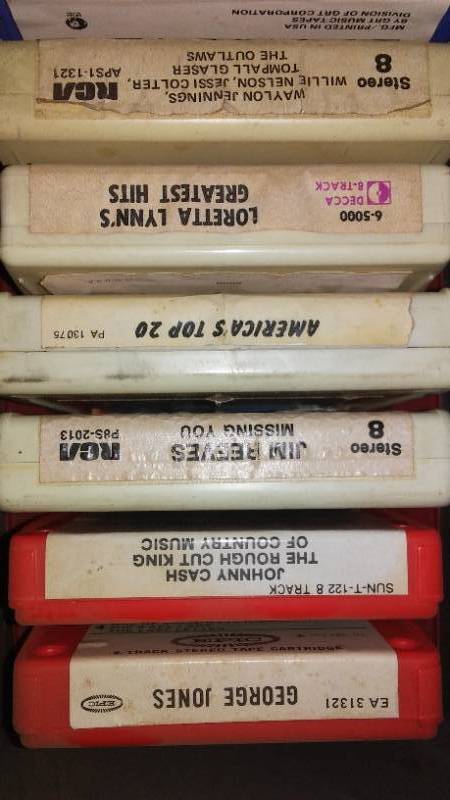 EA 31321 GEORGE JONES EPIC
8-TRACK STEREO TAPE CARTRIDGE
SUN-T-122 8 TRACK
JOHNNY CASH
THE ROUGH CUT KING
OF COUNTRY MUSIC
Stereo 8 JIM REEVES RCA
MISSING YOU P8S-2013
AMERICA'S TOP 20 PA 13075
6-5000 LORETTA LYNN'S
DECCA 8-TRACK GREATEST HITS
WAYLON JENNINGS,
Stereo 8 WILLIE NELSON, JESSI COLTER, RCA
TOMPALL GLASER APS1-1321
THE OUTLAWS
MFG./PRINTED IN USA
BY GRT MUSIC TAPES
DIVISION OF GRT CORPORATION